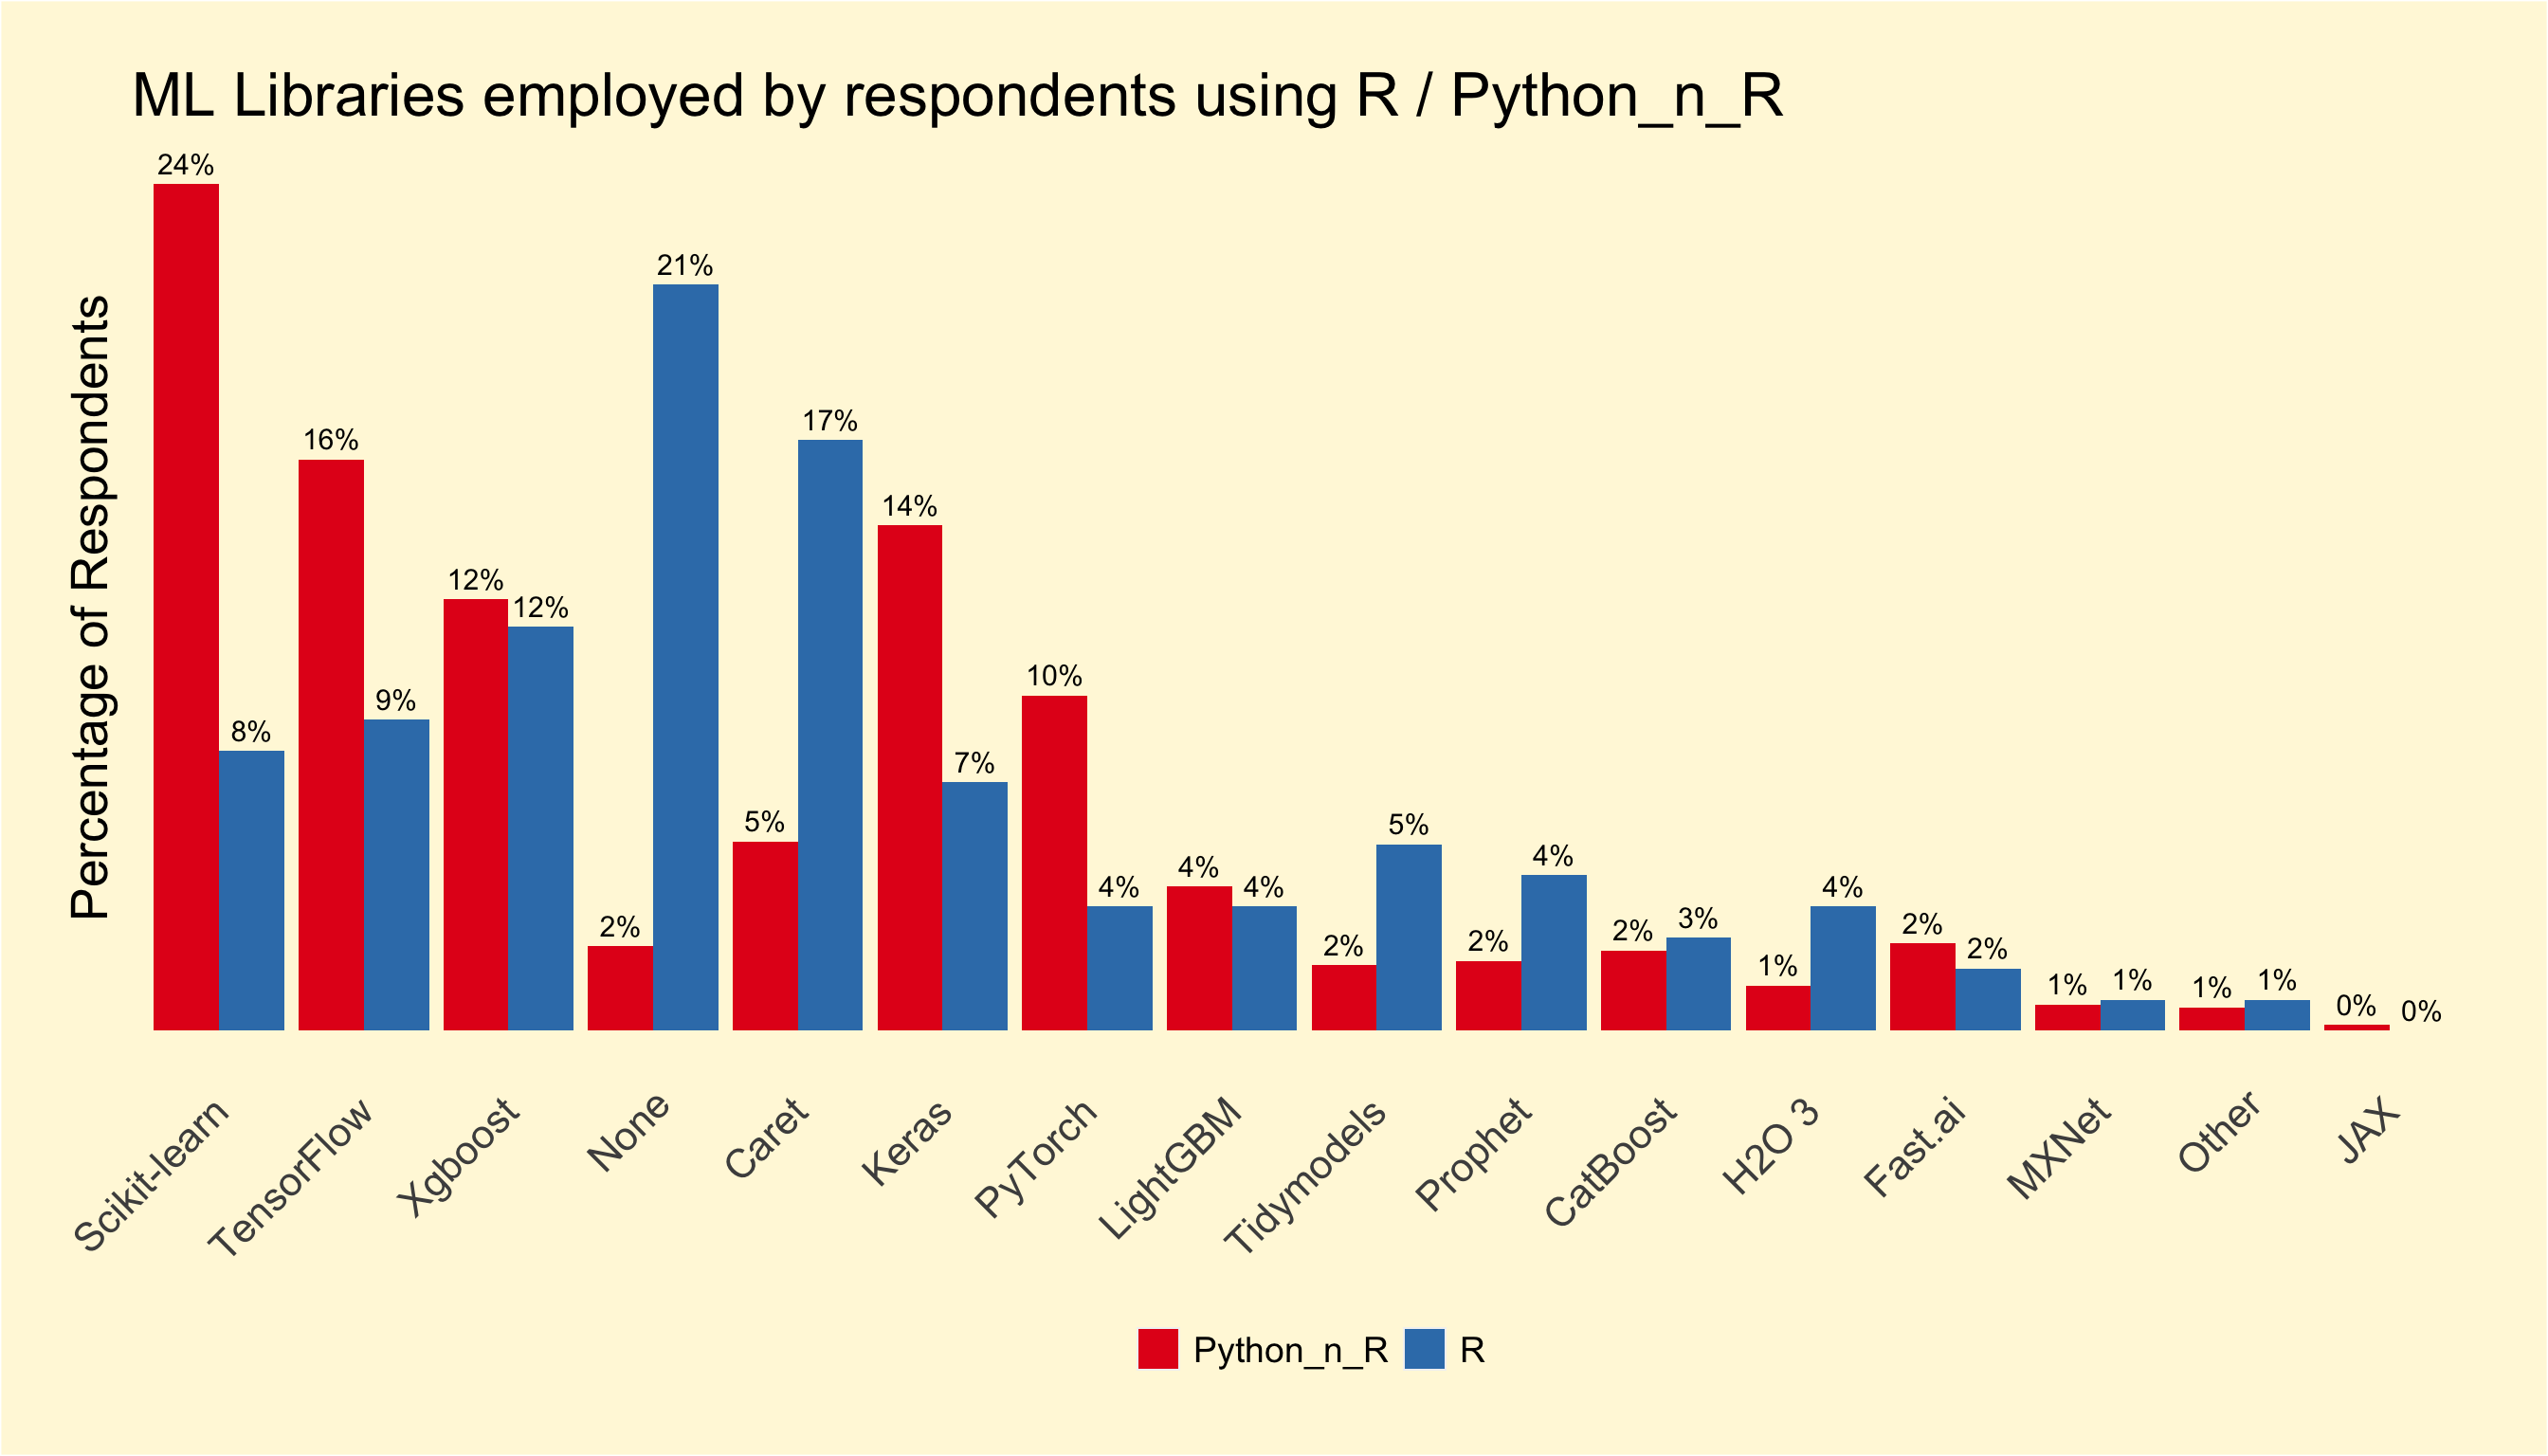 ML Libraries employed by respondents using R / Python_n_R
Percentage of Respondents
24%
8%
16%
9%
12%
12%
2%
21%
5%
17%
14%
7%
10%
4%
4%
4%
2%
5%
2%
4%
2%
3%
1%
4%
2%
2%
1%
1%
1%
1%
0%
0%
Scikit-learn
TensorFlow
Xgboost
None
Caret
Keras
PyTorch
LightGBM
Tidymodels
Prophet
CatBoost
H2O 3
Fast.ai
MXNet
Other
JAX
Python_n_R
R